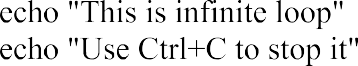 echo "This is infinite loop"
echo "Use Ctrl+C to stop it"